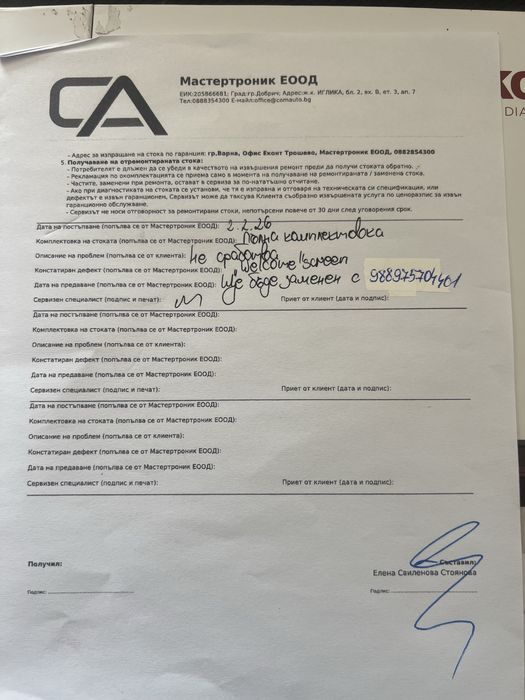 CA
Мастертроник ЕООД
ЕИК:205866681; Град:гр.Добрич; Адрес:ж.к. ИГЛИКА, бл. 2, вх. В, ет. 3, ап. 7
Тел:0888354300 E-майл:office@comauto.bg
- Адрес за изпращане на стока по гаранция: гр.Варна, Офис Еконт Трошево, Мастертроник ЕООД, 0882854300
5. Получаване на отремонтираната стока:
- Потребителят е длъжен да се увери в качеството на извършения ремонт преди да получи стоката обратно.
- Рекламация по окомплектацията се приема само в момента на получаване на ремонтираната / заменена стока.
- Частите, заменени при ремонта, остават в сервиза за по-нататъшно отчитане.
- Ако при диагностиката на стоката се установи, че тя е изправна и отговаря на техническата си спецификация, или
дефектът е извън гаранционен, Сервизът може да таксува Клиента съобразно извършената услуга по ценоразпис за извън
гаранционно обслужване.
- Сервизът не носи отговорност за ремонтирани стоки, непотърсени повече от 30 дни след уговорения срок.
Дата на постъпване (попълва се от Мастертроник ЕООД): 2.2.26
Комплектовка на стоката (попълва се от Мастертроник ЕООД): Пълна комплектовка
Описание на проблем (попълва се от клиента): Не сработва
Констатиран дефект (попълва се от Мастертроник ЕООД): "Welcome" screen
Дата на предаване (попълва се от Мастертроник ЕООД): Ще бъде заменен с 988975704401
Сервизен специалист (подпис и печат): Приет от клиент (дата и подпис):
Дата на постъпване (попълва се от Мастертроник ЕООД):
Комплектовка на стоката (попълва се от Мастертроник ЕООД):
Описание на проблем (попълва се от клиента):
Констатиран дефект (попълва се от Мастертроник ЕООД):
Дата на предаване (попълва се от Мастертроник ЕООД):
Сервизен специалист (подпис и печат): Приет от клиент (дата и подпис):
Дата на постъпване (попълва се от Мастертроник ЕООД):
Комплектовка на стоката (попълва се от Мастертроник ЕООД):
Описание на проблем (попълва се от клиента):
Констатиран дефект (попълва се от Мастертроник ЕООД):
Дата на предаване (попълва се от Мастертроник ЕООД):
Сервизен специалист (подпис и печат): Приет от клиент (дата и подпис):
Получил: Съставил:
Елена Свиленова Стоянова
Подпис: Подпис: